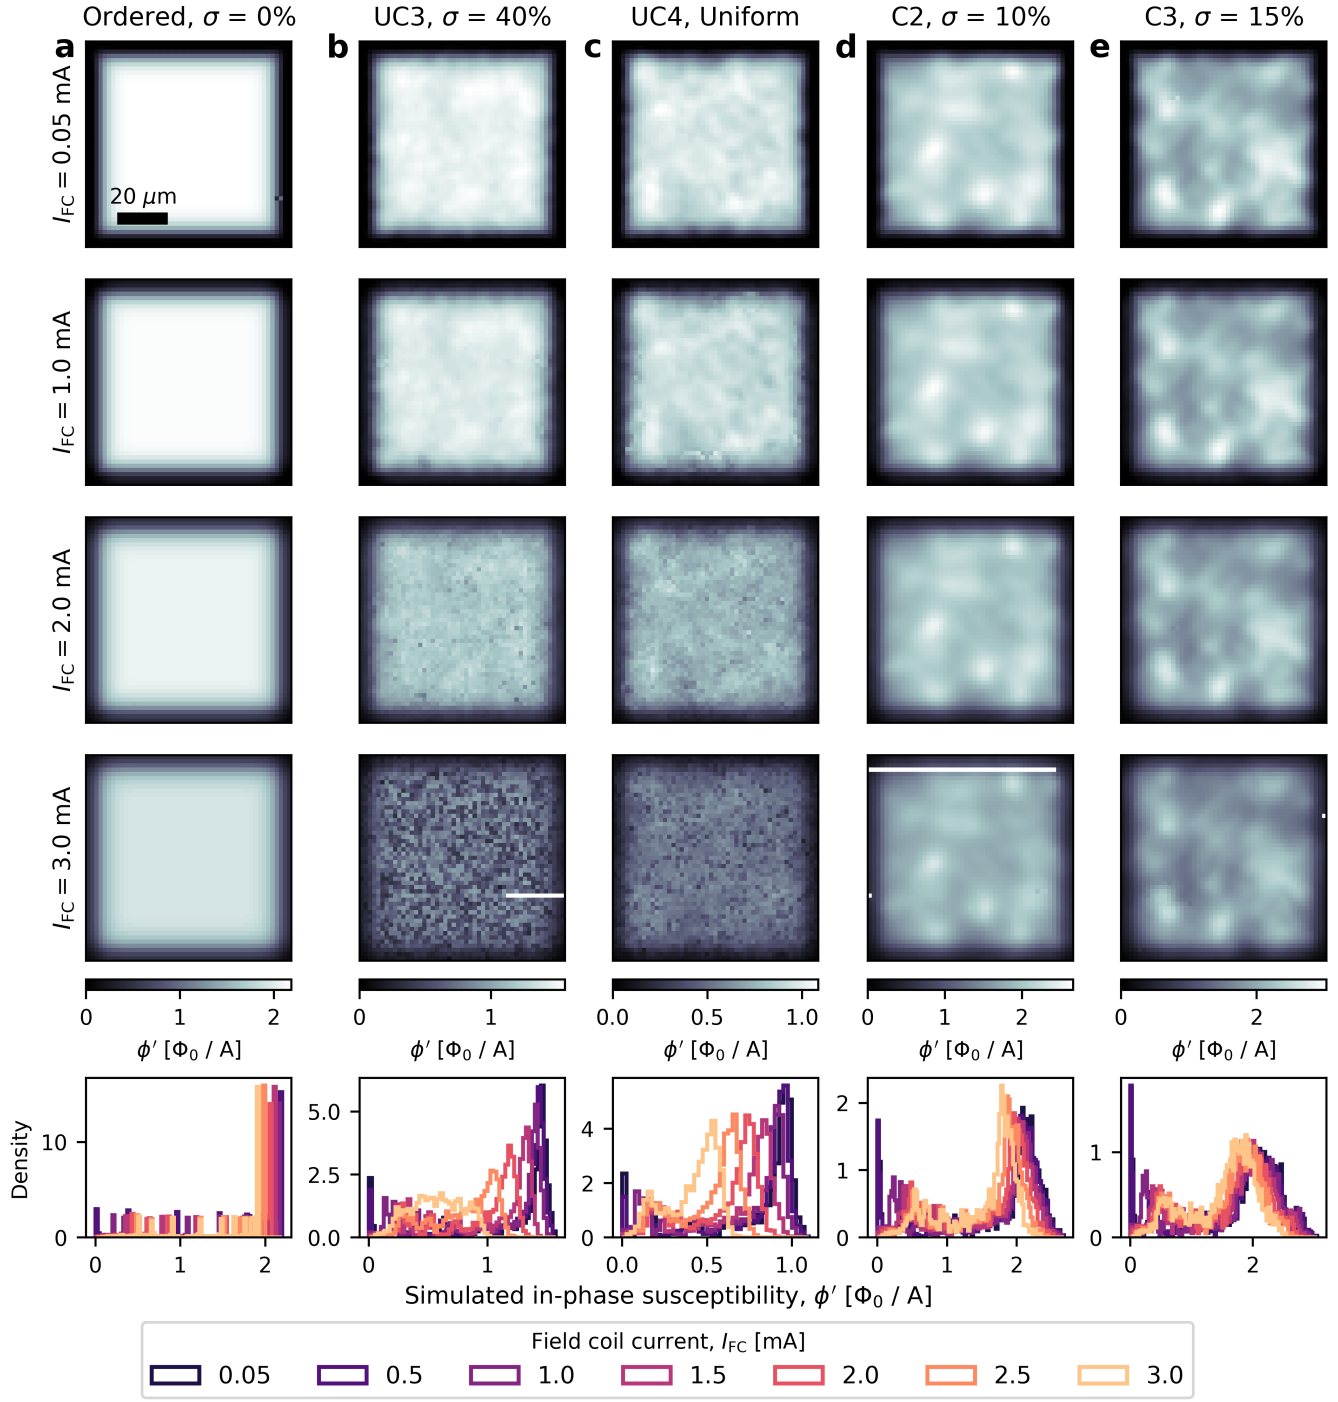 Ordered, σ = 0%
UC3, σ = 40%
UC4, Uniform
C2, σ = 10%
C3, σ = 15%
a
b
c
d
e
I_FC = 0.05 mA
20 μm
I_FC = 1.0 mA
I_FC = 2.0 mA
I_FC = 3.0 mA
0 1 2
0 1
0.0 0.5 1.0
0 1 2
0 2
ϕ′ [Φ₀ / A]
ϕ′ [Φ₀ / A]
ϕ′ [Φ₀ / A]
ϕ′ [Φ₀ / A]
ϕ′ [Φ₀ / A]
Density
10
0
5.0
2.5
0.0
4
2
0
2
1
0
1
0
0 1 2
0 1
0.0 0.5 1.0
0 1 2
0 2
Simulated in-phase susceptibility, ϕ′ [Φ₀ / A]
Field coil current, I_FC [mA]
0.05 0.5 1.0 1.5 2.0 2.5 3.0